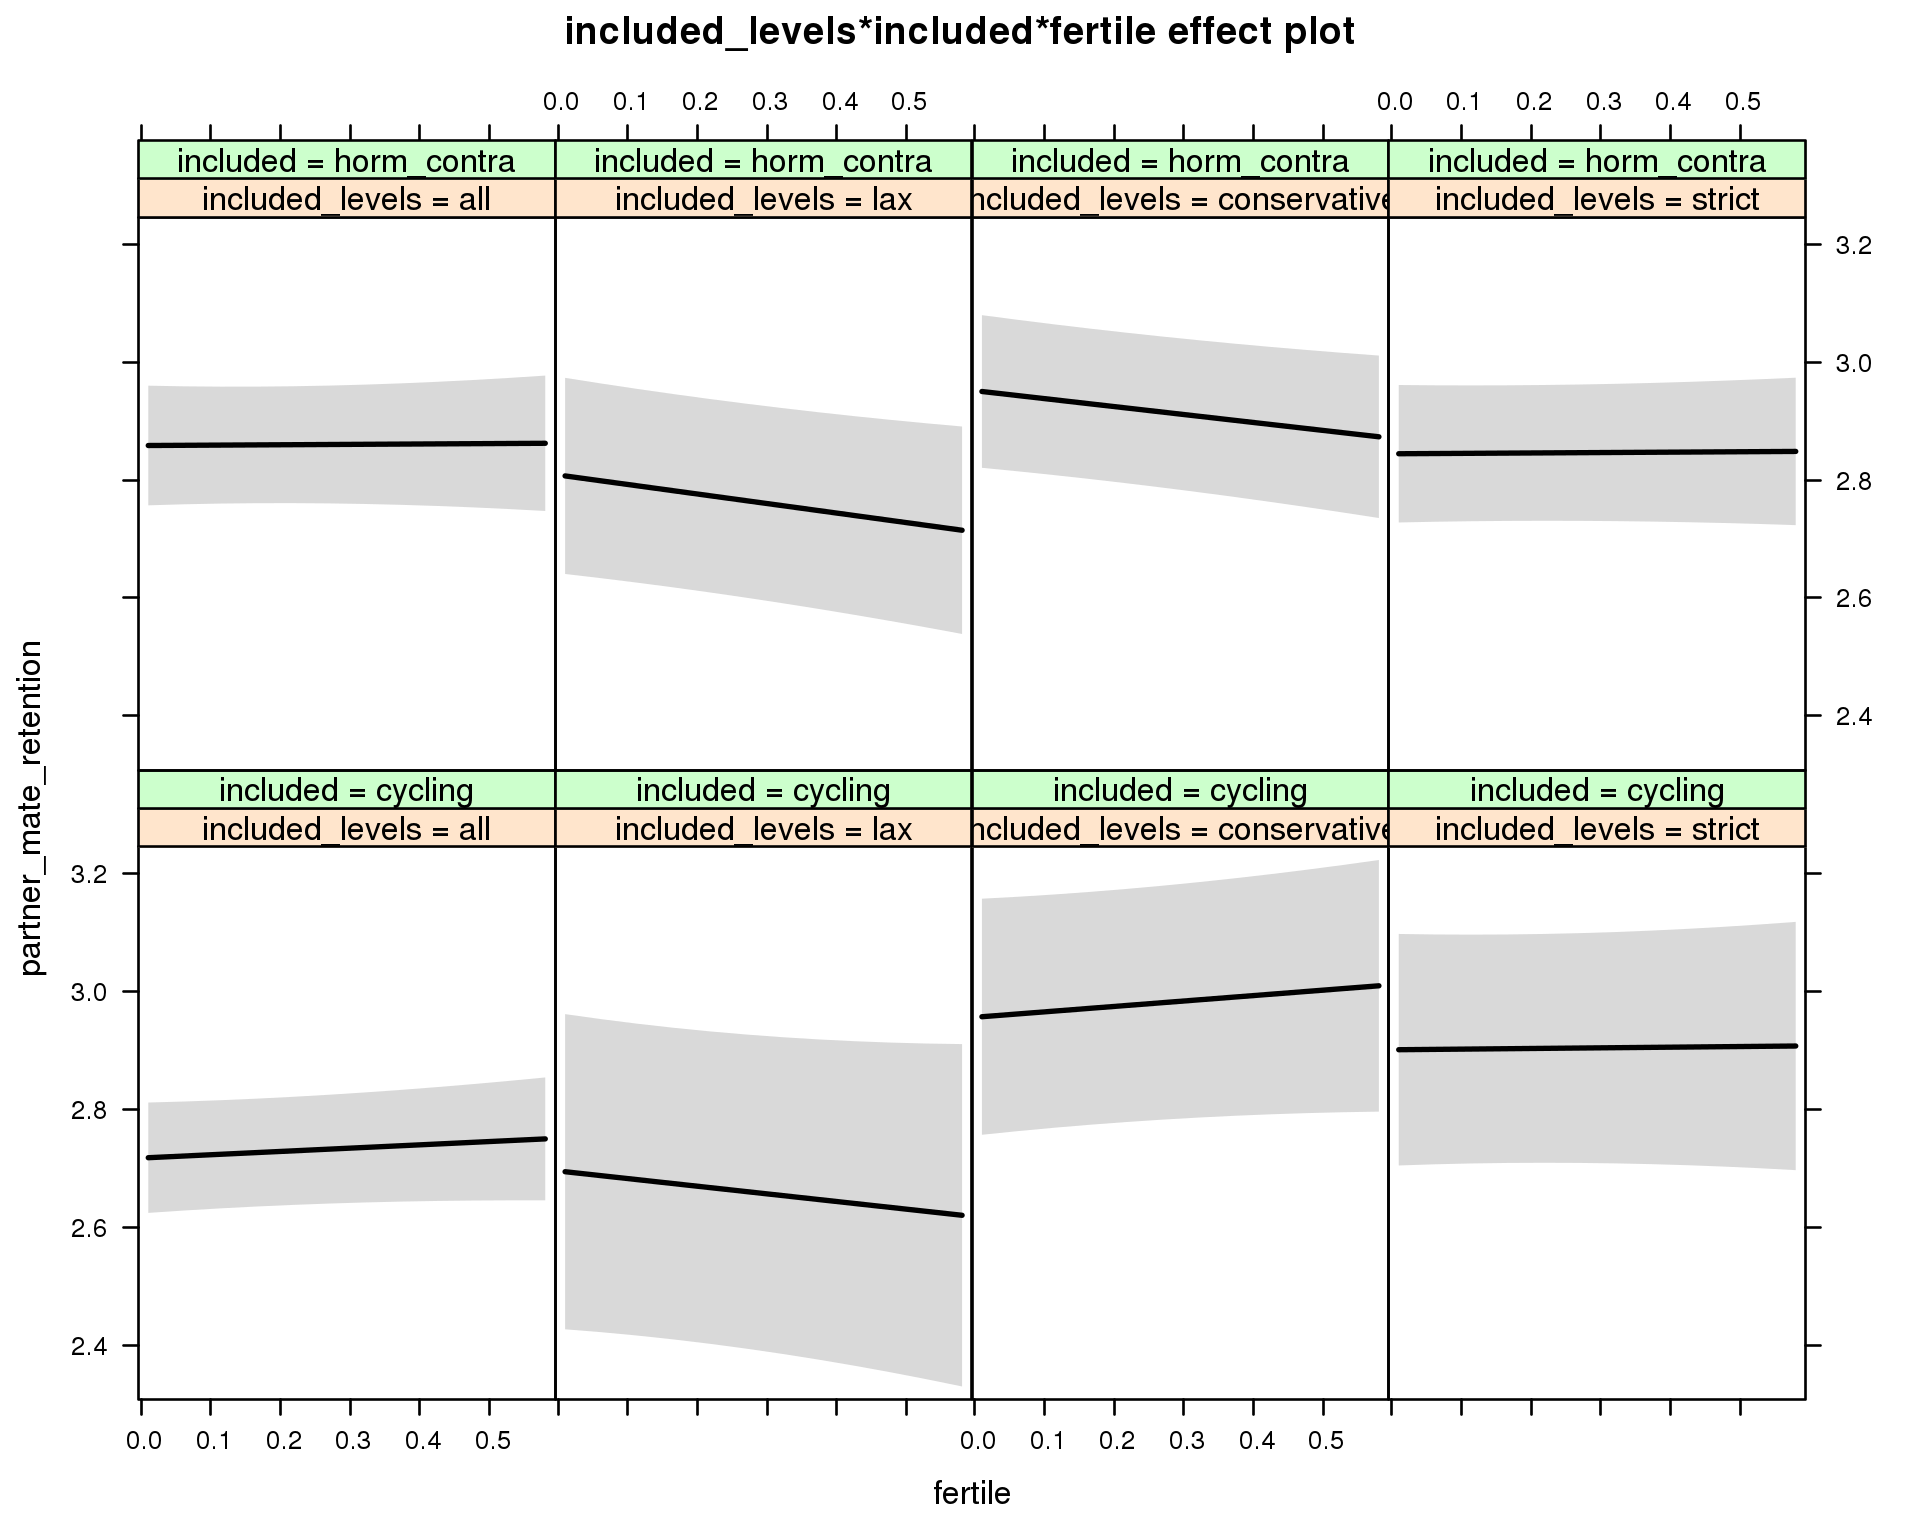 included_levels*included*fertile effect plot
0.0 0.1 0.2 0.3 0.4 0.5 0.0 0.1 0.2 0.3 0.4 0.5
included = horm_contra included = horm_contra included = horm_contra included = horm_contra
included_levels = all included_levels = lax ncluded_levels = conservative included_levels = strict
3.2
3.0
2.8
2.6
2.4
partner_mate_retention
included = cycling included = cycling included = cycling included = cycling
included_levels = all included_levels = lax ncluded_levels = conservative included_levels = strict
3.2
3.0
2.8
2.6
2.4
0.0 0.1 0.2 0.3 0.4 0.5 0.0 0.1 0.2 0.3 0.4 0.5
fertile